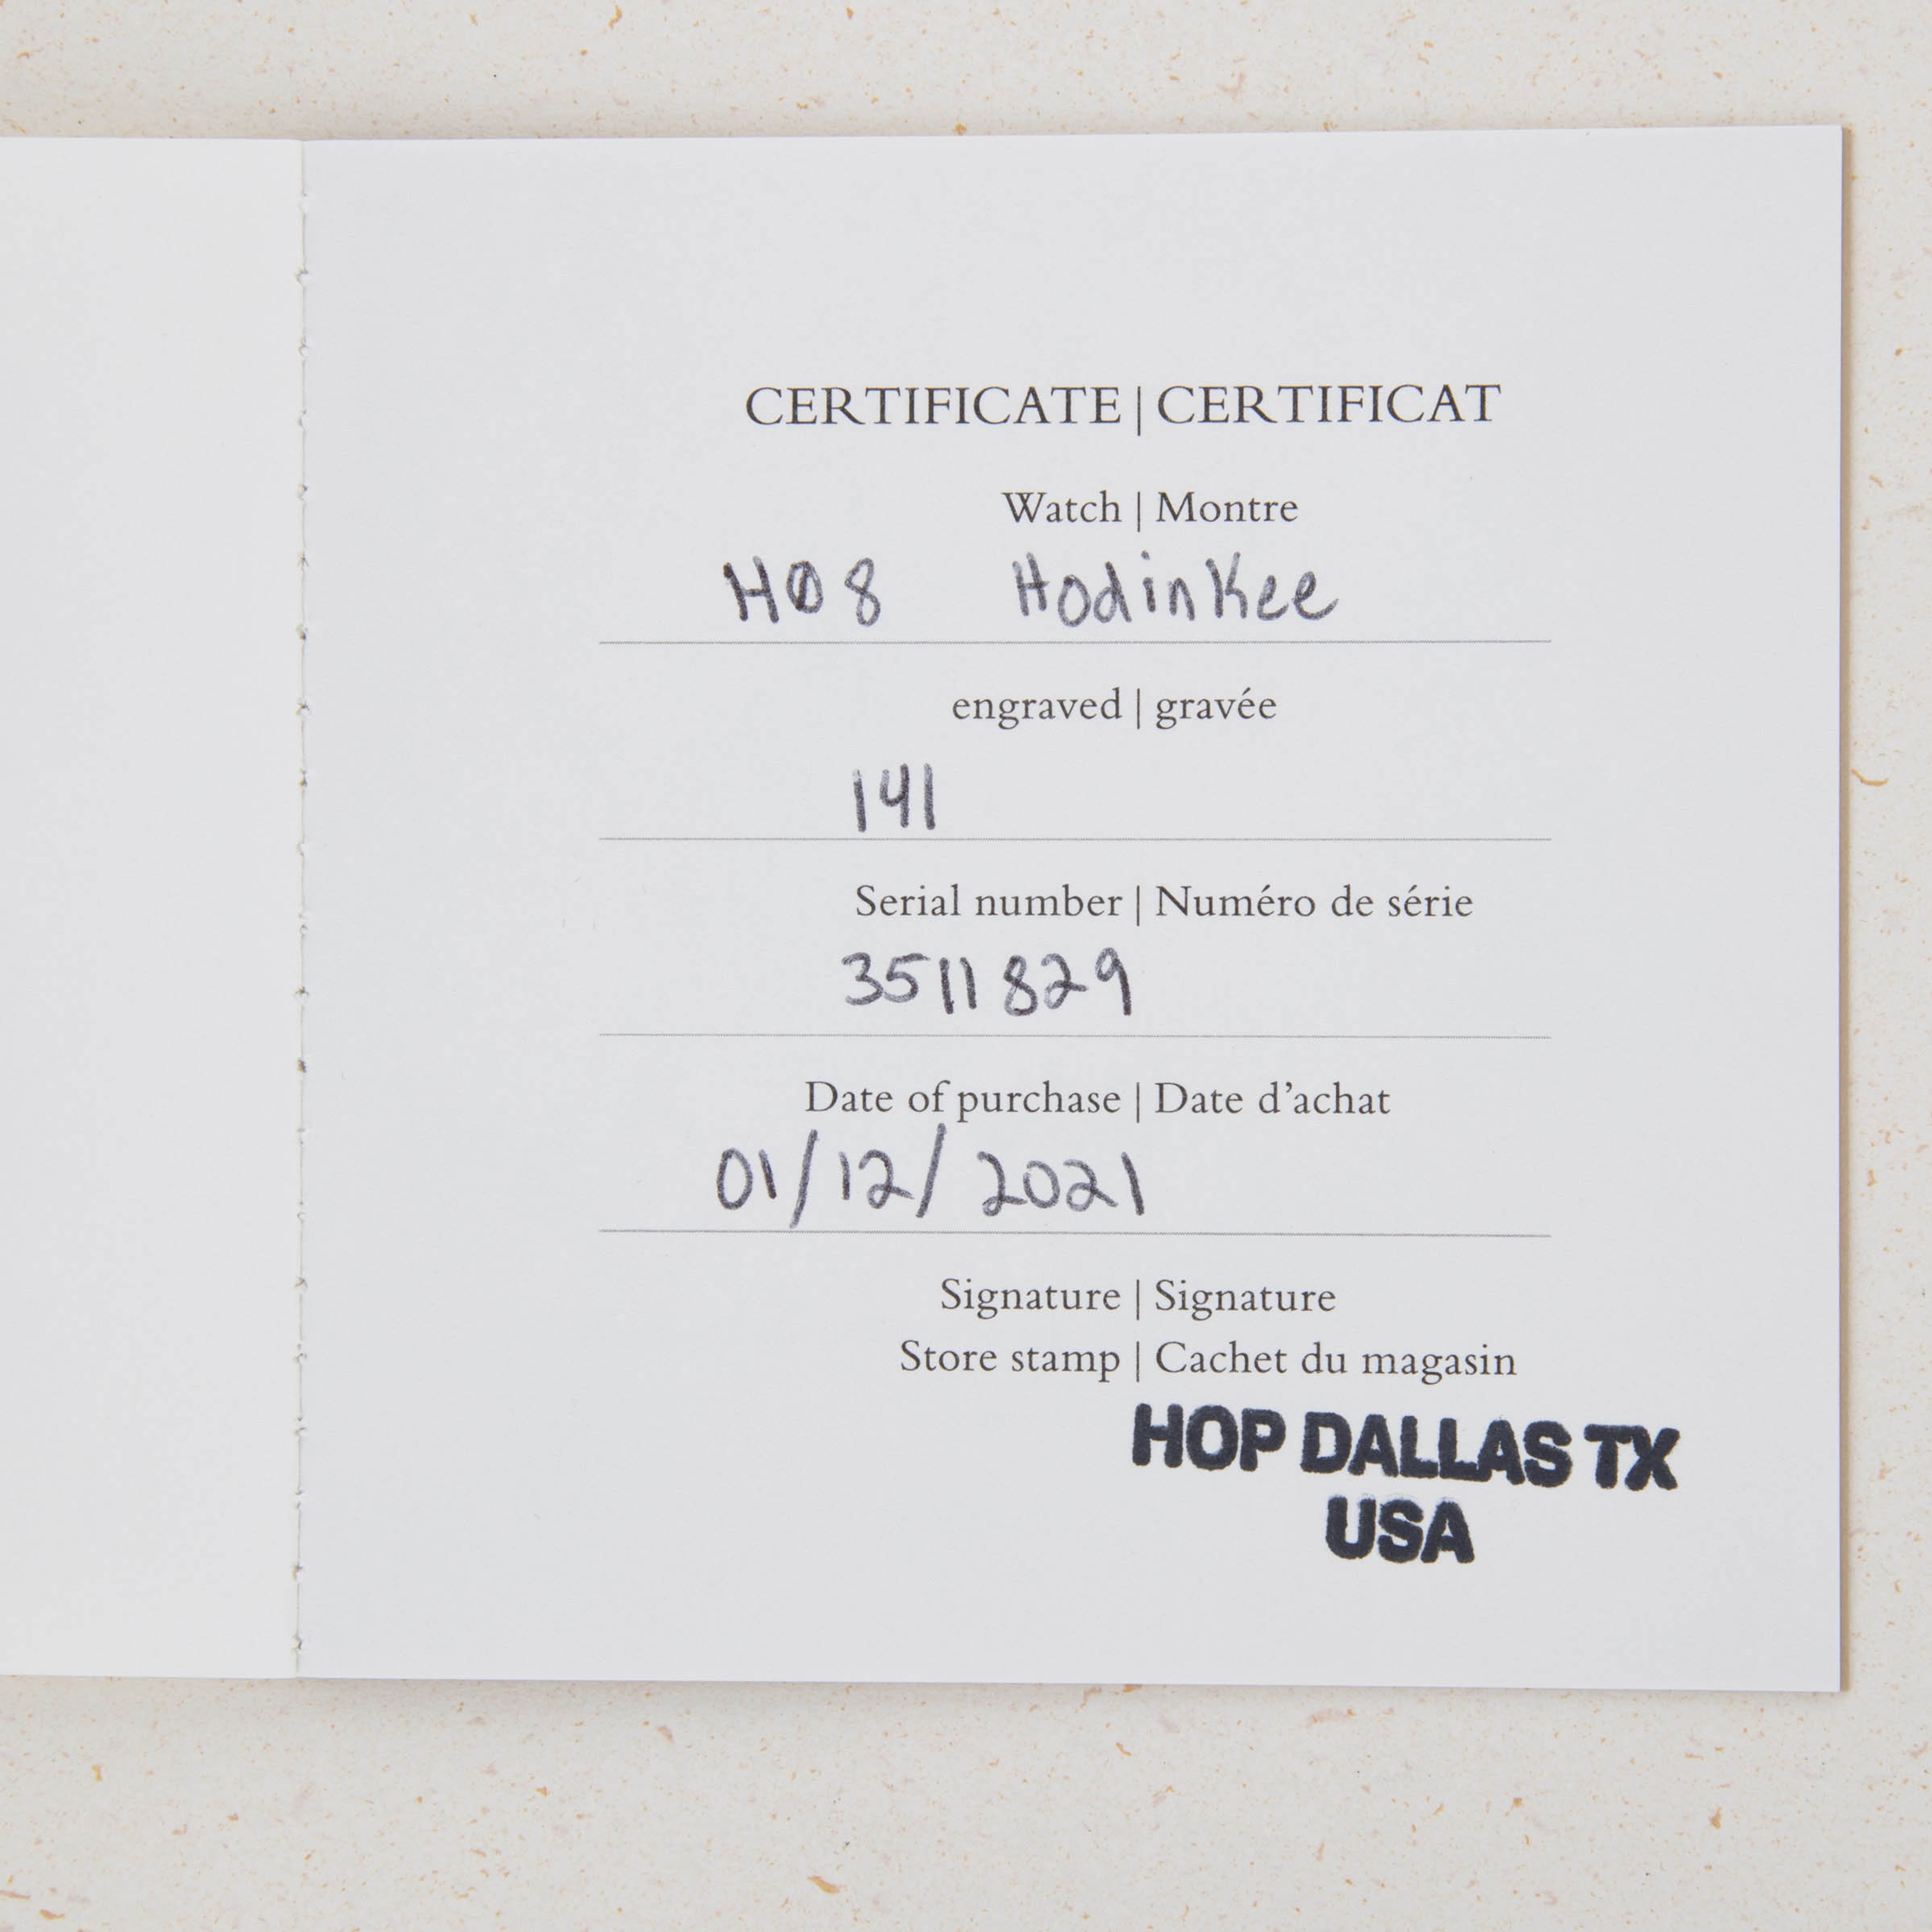 CERTIFICATE | CERTIFICAT
Watch | Montre
H08 Hodinkee
engraved | gravée
141
Serial number | Numéro de série
3511829
Date of purchase | Date d'achat
01/12/2021
Signature | Signature
Store stamp | Cachet du magasin
HOP DALLAS TX
USA